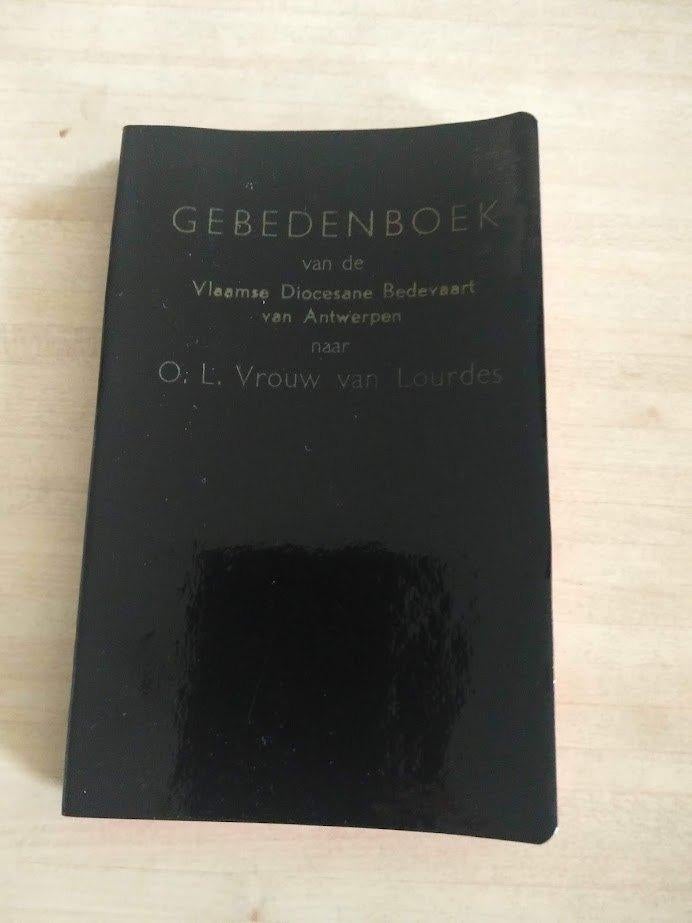 GEBEDENBOEK
van de
Vlaamse Diocesane Bedevaart
van Antwerpen
naar
O. L. Vrouw van Lourdes